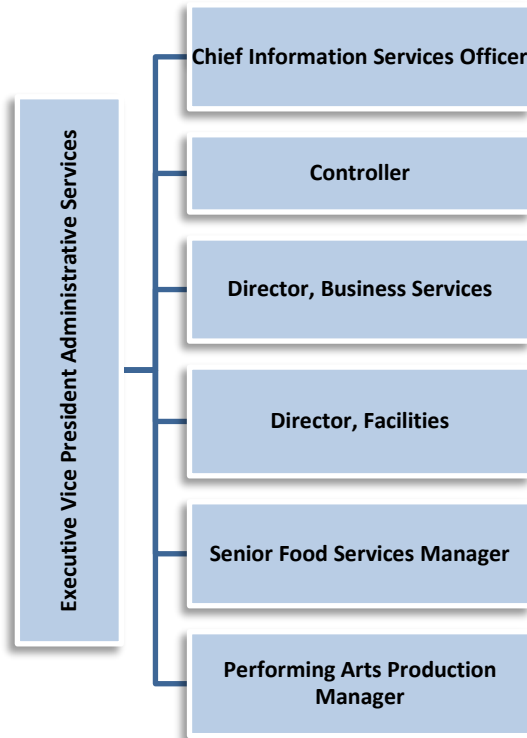 Executive Vice President Administrative Services
Chief Information Services Officer
Controller
Director, Business Services
Director, Facilities
Senior Food Services Manager
Performing Arts Production
Manager